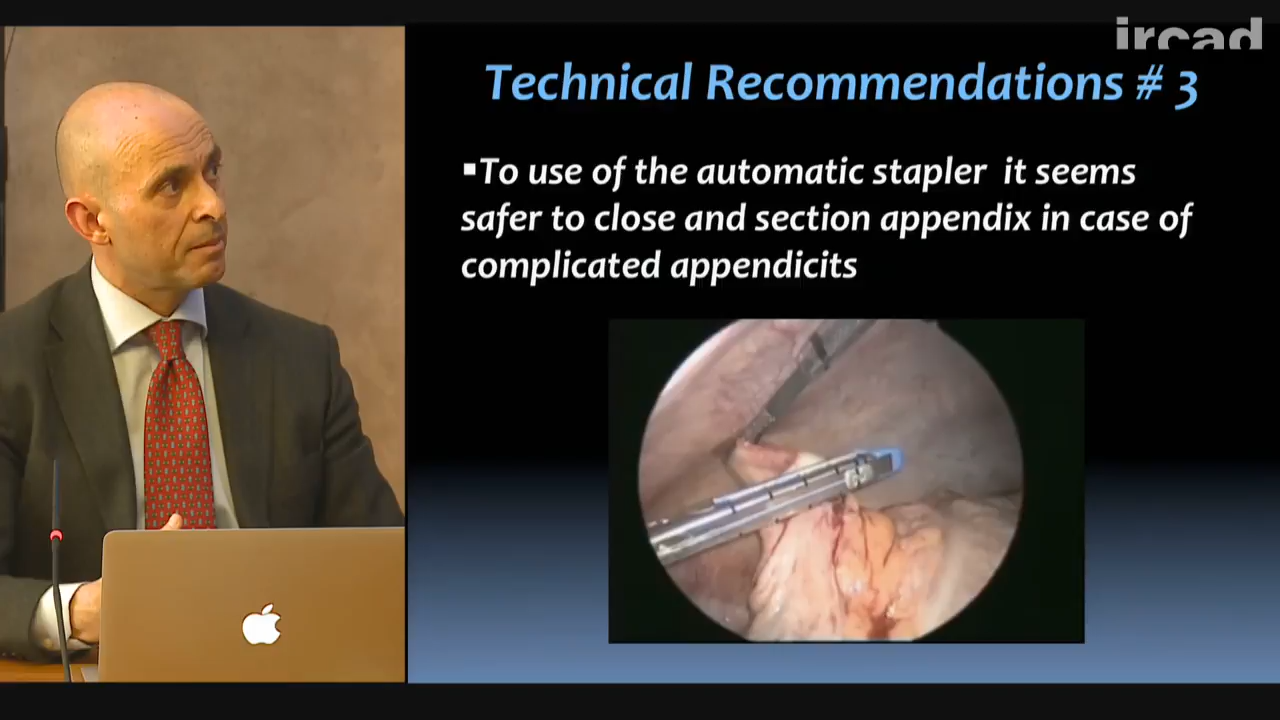 ircad
Technical Recommendations # 3
▪To use of the automatic stapler it seems
safer to close and section appendix in case of
complicated appendicits